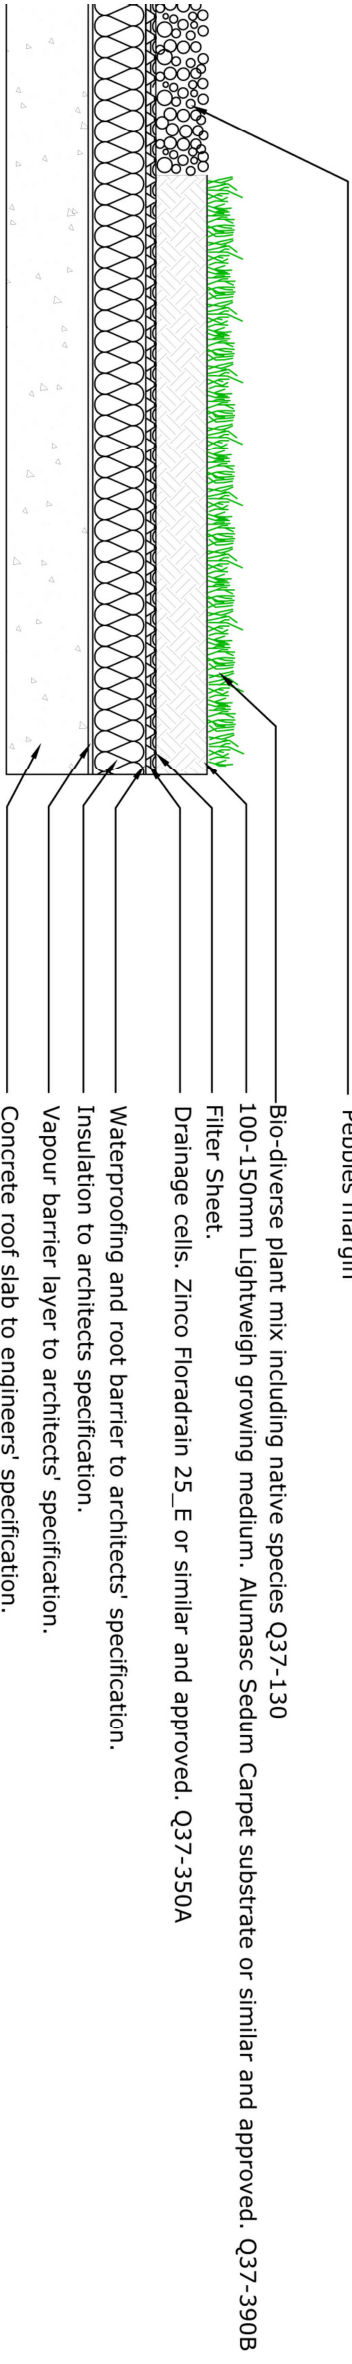 Pebbles margin
Bio-diverse plant mix including native species Q37-130
100-150mm Lightweigh growing medium. Alumasc Sedum Carpet substrate or similar and approved. Q37-390B
Filter Sheet.
Drainage cells. Zinco Floradrain 25_E or similar and approved. Q37-350A
Waterproofing and root barrier to architects' specification.
Insulation to architects specification.
Vapour barrier layer to architects' specification.
Concrete roof slab to engineers' specification.